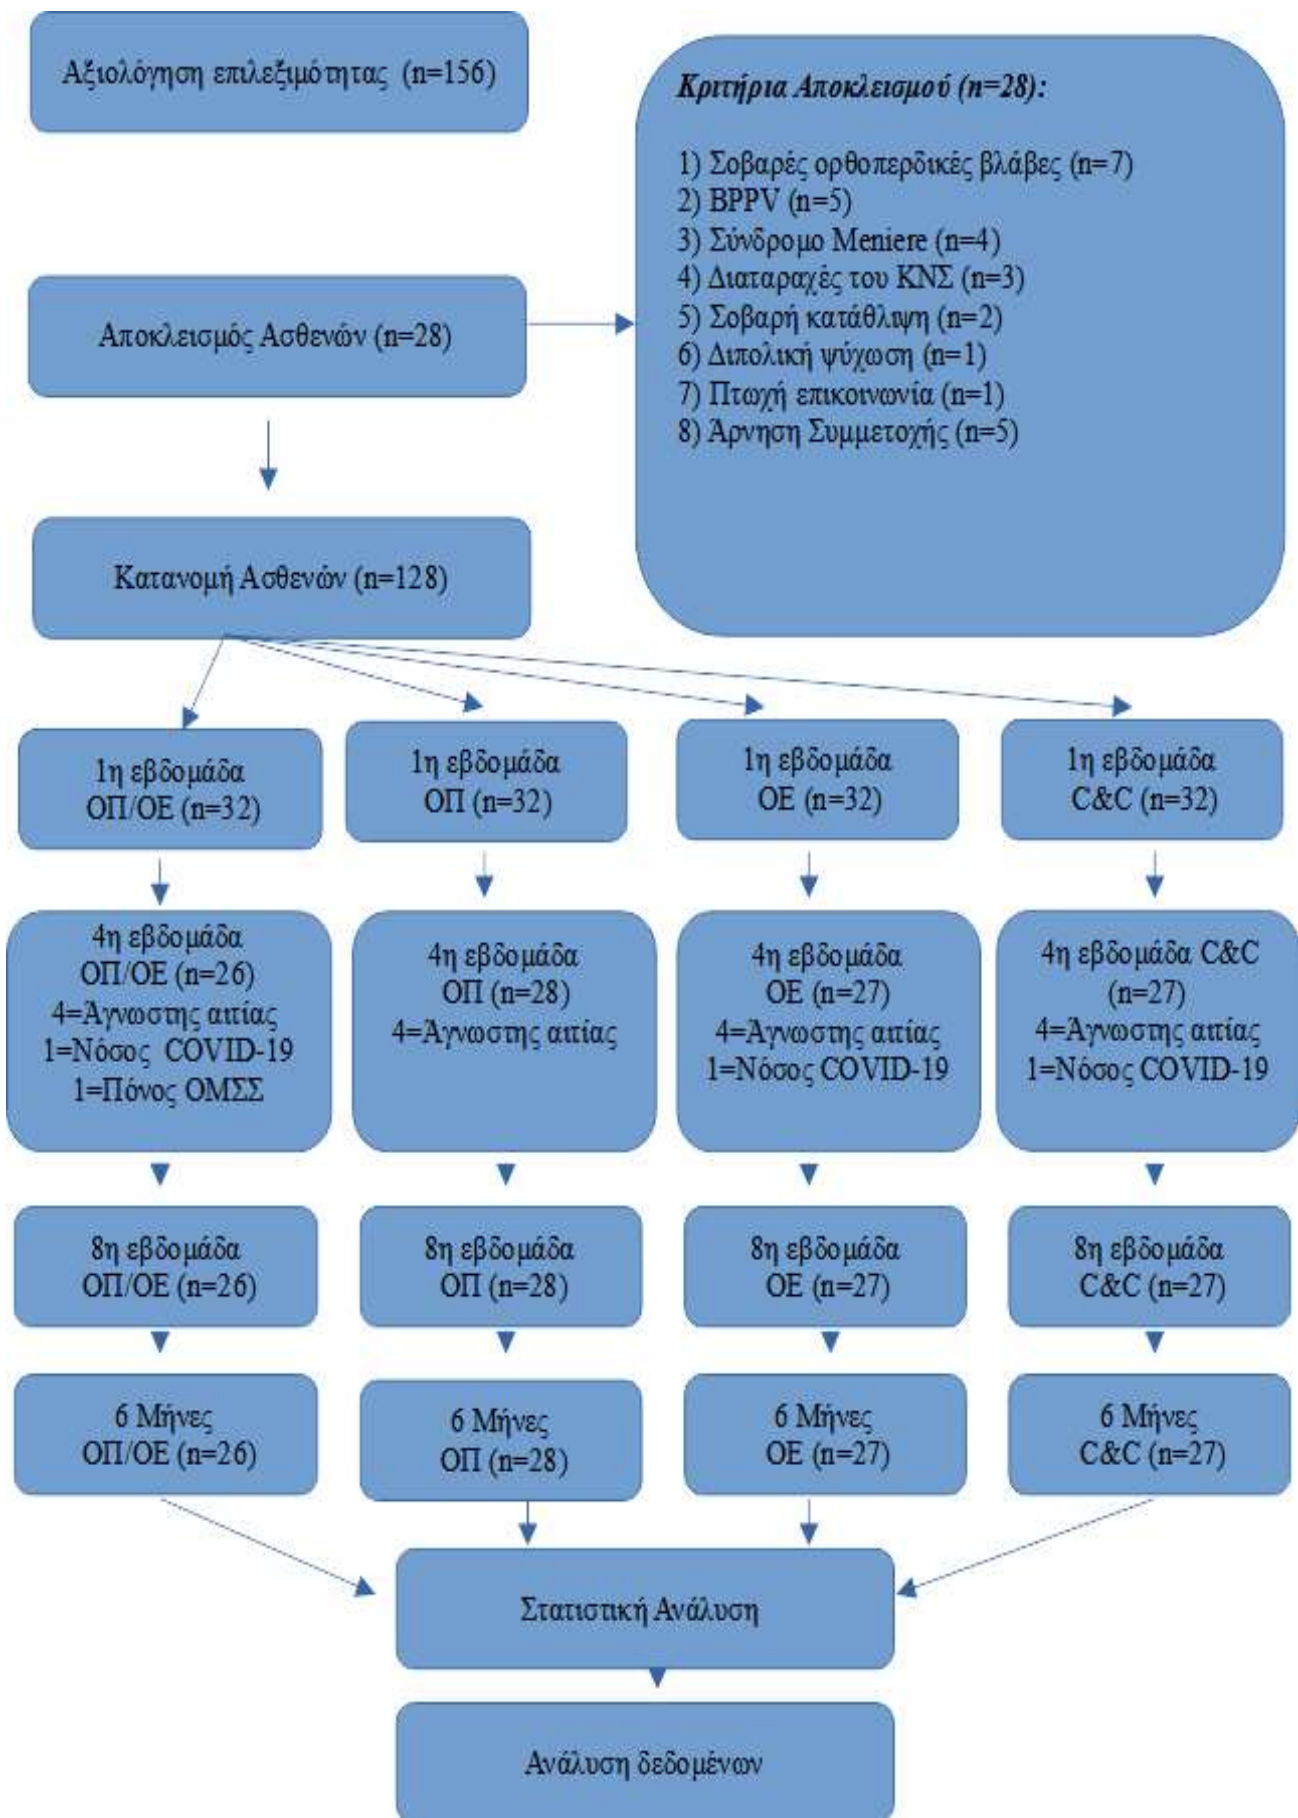 Αξιολόγηση επιλεξιμότητας (n=156)
Κριτήρια Αποκλεισμού (n=28):
1) Σοβαρές ορθοπερδικές βλάβες (n=7)
2) BPPV (n=5)
3) Σύνδρομο Meniere (n=4)
4) Διαταραχές του ΚΝΣ (n=3)
5) Σοβαρή κατάθλιψη (n=2)
6) Διπολική ψύχωση (n=1)
7) Πτωχή επικοινωνία (n=1)
8) Άρνηση Συμμετοχής (n=5)
Αποκλεισμός Ασθενών (n=28)
Κατανομή Ασθενών (n=128)
1η εβδομάδα
ΟΠ/ΟΕ (n=32)
1η εβδομάδα
ΟΠ (n=32)
1η εβδομάδα
ΟΕ (n=32)
1η εβδομάδα
C&C (n=32)
4η εβδομάδα
ΟΠ/ΟΕ (n=26)
4=Άγνωστης αιτίας
1=Νόσος COVID-19
1=Πόνος ΟΜΣΣ
4η εβδομάδα
ΟΠ (n=28)
4=Άγνωστης αιτίας
4η εβδομάδα
ΟΕ (n=27)
4=Άγνωστης αιτίας
1=Νόσος COVID-19
4η εβδομάδα C&C
(n=27)
4=Άγνωστης αιτίας
1=Νόσος COVID-19
8η εβδομάδα
ΟΠ/ΟΕ (n=26)
8η εβδομάδα
ΟΠ (n=28)
8η εβδομάδα
ΟΕ (n=27)
8η εβδομάδα
C&C (n=27)
6 Μήνες
ΟΠ/ΟΕ (n=26)
6 Μήνες
ΟΠ (n=28)
6 Μήνες
ΟΕ (n=27)
6 Μήνες
C&C (n=27)
Στατιστική Ανάλυση
Ανάλυση δεδομένων